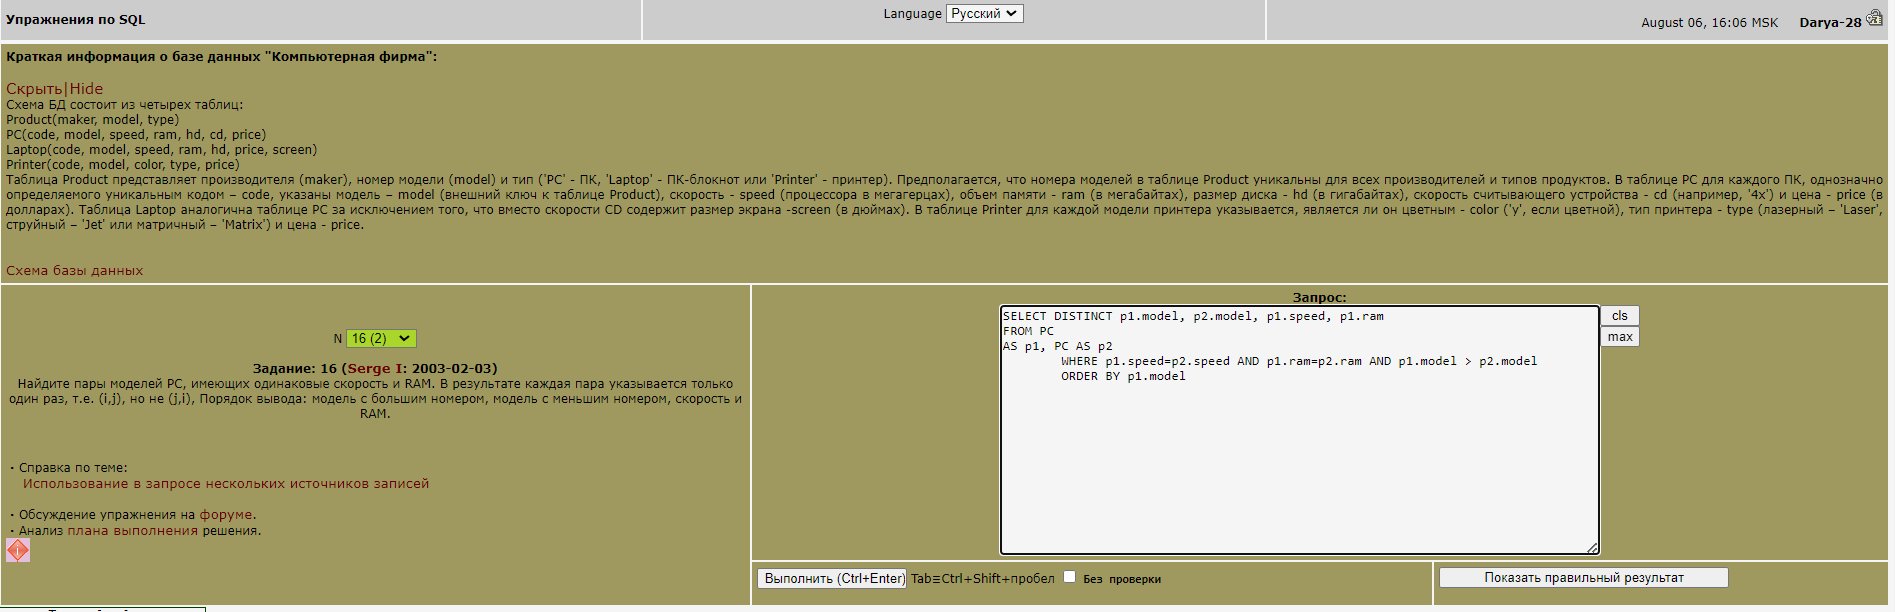 Упражнения по SQL
Language Русский
August 06, 16:06 MSK Darya-28
Краткая информация о базе данных "Компьютерная фирма":
Скрыть|Hide
Схема БД состоит из четырех таблиц:
Product(maker, model, type)
PC(code, model, speed, ram, hd, cd, price)
Laptop(code, model, speed, ram, hd, price, screen)
Printer(code, model, color, type, price)
Таблица Product представляет производителя (maker), номер модели (model) и тип ('PC' - ПК, 'Laptop' - ПК-блокнот или 'Printer' - принтер). Предполагается, что номера моделей в таблице Product уникальны для всех производителей и типов продуктов. В таблице PC для каждого ПК, однозначно
определяемого уникальным кодом – code, указаны модель – model (внешний ключ к таблице Product), скорость - speed (процессора в мегагерцах), объем памяти - ram (в мегабайтах), размер диска - hd (в гигабайтах), скорость считывающего устройства - cd (например, '4x') и цена - price (в
долларах). Таблица Laptop аналогична таблице РС за исключением того, что вместо скорости CD содержит размер экрана -screen (в дюймах). В таблице Printer для каждой модели принтера указывается, является ли он цветным - color ('y', если цветной), тип принтера - type (лазерный – 'Laser',
струйный – 'Jet' или матричный – 'Matrix') и цена - price.
Схема базы данных
N 16 (2)
Задание: 16 (Serge I: 2003-02-03)
Найдите пары моделей PC, имеющих одинаковые скорость и RAM. В результате каждая пара указывается только
один раз, т.е. (i,j), но не (j,i), Порядок вывода: модель с большим номером, модель с меньшим номером, скорость и
RAM.
· Справка по теме:
Использование в запросе нескольких источников записей
· Обсуждение упражнения на форуме.
· Анализ плана выполнения решения.
Запрос:
SELECT DISTINCT p1.model, p2.model, p1.speed, p1.ram
FROM PC
AS p1, PC AS p2
WHERE p1.speed=p2.speed AND p1.ram=p2.ram AND p1.model > p2.model
ORDER BY p1.model
cls
max
Выполнить (Ctrl+Enter) Tab≡Ctrl+Shift+пробел Без проверки
Показать правильный результат